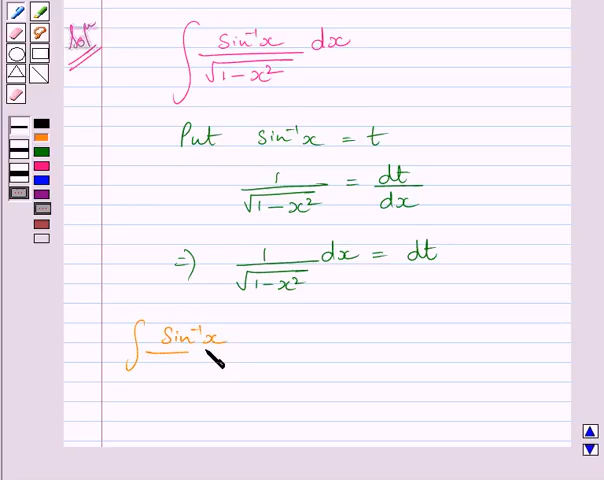 Solⁿ
∫ sin⁻¹x / √(1-x²) dx
Put sin⁻¹x = t
1 / √(1-x²) = dt / dx
⇒) 1 / √(1-x²) dx = dt
∫ Sin⁻¹x